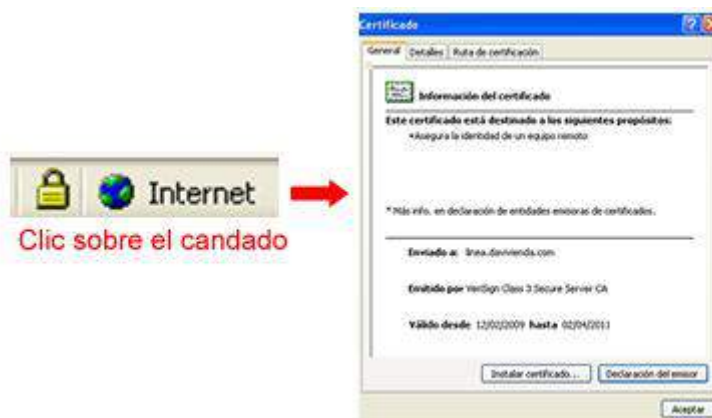 Internet
Clic sobre el candado
Certificado
General Detalles Ruta de certificación
Información del certificado
Este certificado está destinado a los siguientes propósitos:
•Asegura la identidad de un equipo remoto
* Más info. en declaración de entidades emisoras de certificados.
Enviado a: linea.davivienda.com
Emitido por VeriSign Class 3 Secure Server CA
Válido desde 12/02/2009 hasta 02/04/2011
Instalar certificado... Declaración del emisor
Aceptar